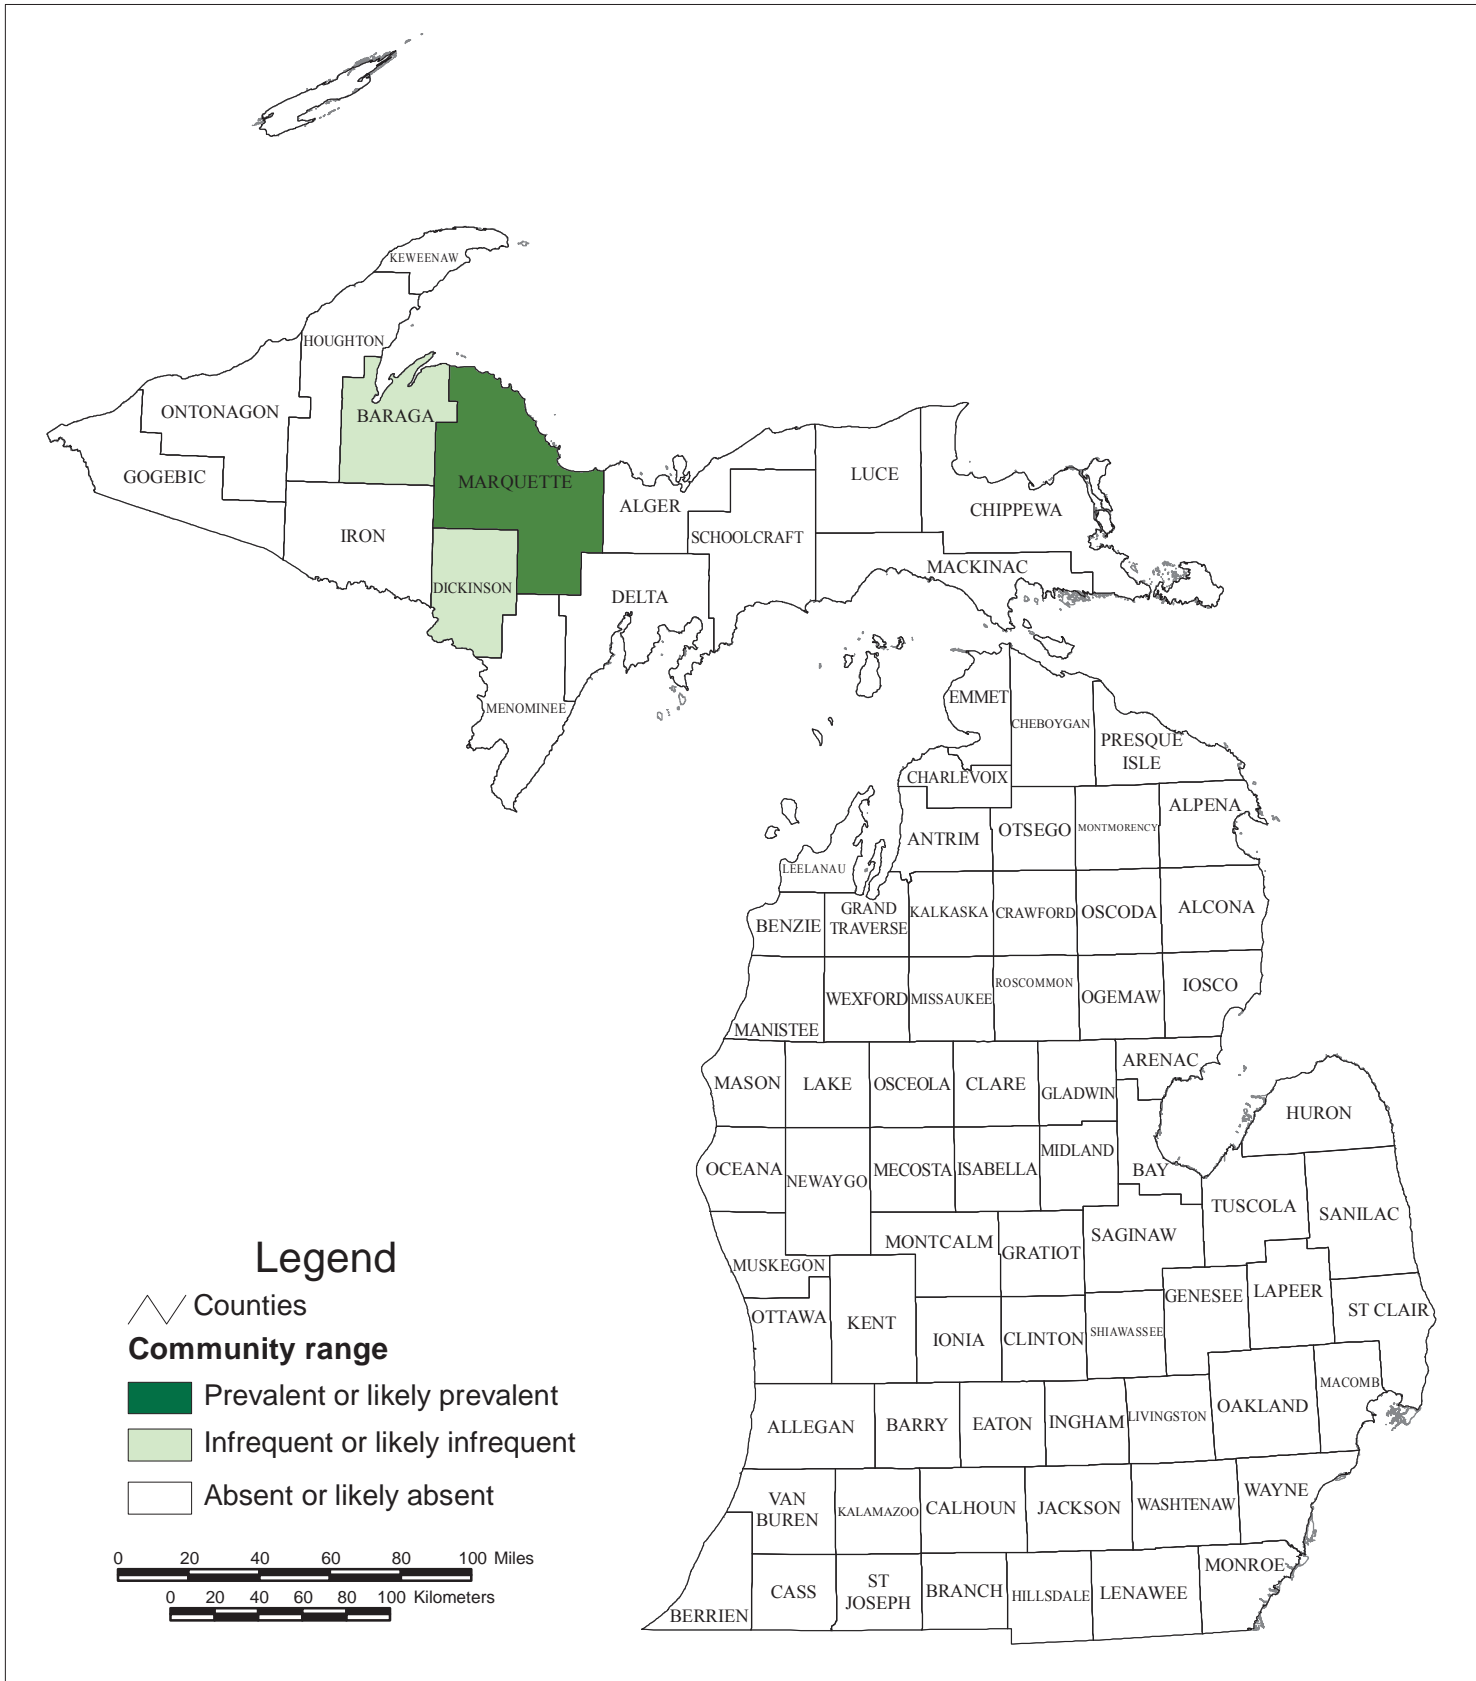 KEWEENAW
HOUGHTON
ONTONAGON
BARAGA
GOGEBIC
MARQUETTE
LUCE
ALGER
CHIPPEWA
IRON
SCHOOLCRAFT
MACKINAC
DICKINSON
DELTA
MENOMINEE
EMMET
CHEBOYGAN
PRESQUE
ISLE
CHARLEVOIX
ALPENA
ANTRIM
OTSEGO
MONTMORENCY
LEELANAU
BENZIE
GRAND
TRAVERSE
KALKASKA
CRAWFORD
OSCODA
ALCONA
MANISTEE
WEXFORD
MISSAUKEE
ROSCOMMON
OGEMAW
IOSCO
ARENAC
MASON
LAKE
OSCEOLA
CLARE
GLADWIN
HURON
OCEANA
NEWAYGO
MECOSTA
ISABELLA
MIDLAND
BAY
TUSCOLA
SANILAC
MUSKEGON
MONTCALM
GRATIOT
SAGINAW
GENESEE
LAPEER
ST CLAIR
OTTAWA
KENT
IONIA
CLINTON
SHIAWASSEE
ALLEGAN
BARRY
EATON
INGHAM
LIVINGSTON
OAKLAND
MACOMB
VAN
BUREN
KALAMAZOO
CALHOUN
JACKSON
WASHTENAW
WAYNE
BERRIEN
CASS
ST
JOSEPH
BRANCH
HILLSDALE
LENAWEE
MONROE
Legend
Counties
Community range
Prevalent or likely prevalent
Infrequent or likely infrequent
Absent or likely absent
0 20 40 60 80 100 Miles
0 20 40 60 80 100 Kilometers